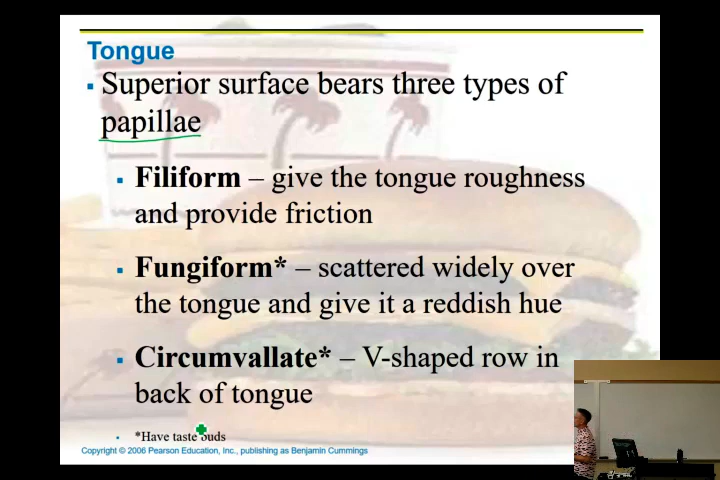 Tongue
Superior surface bears three types of
papillae
Filiform – give the tongue roughness
and provide friction
Fungiform* – scattered widely over
the tongue and give it a reddish hue
Circumvallate* – V-shaped row in
back of tongue
*Have taste buds
Copyright © 2006 Pearson Education, Inc., publishing as Benjamin Cummings